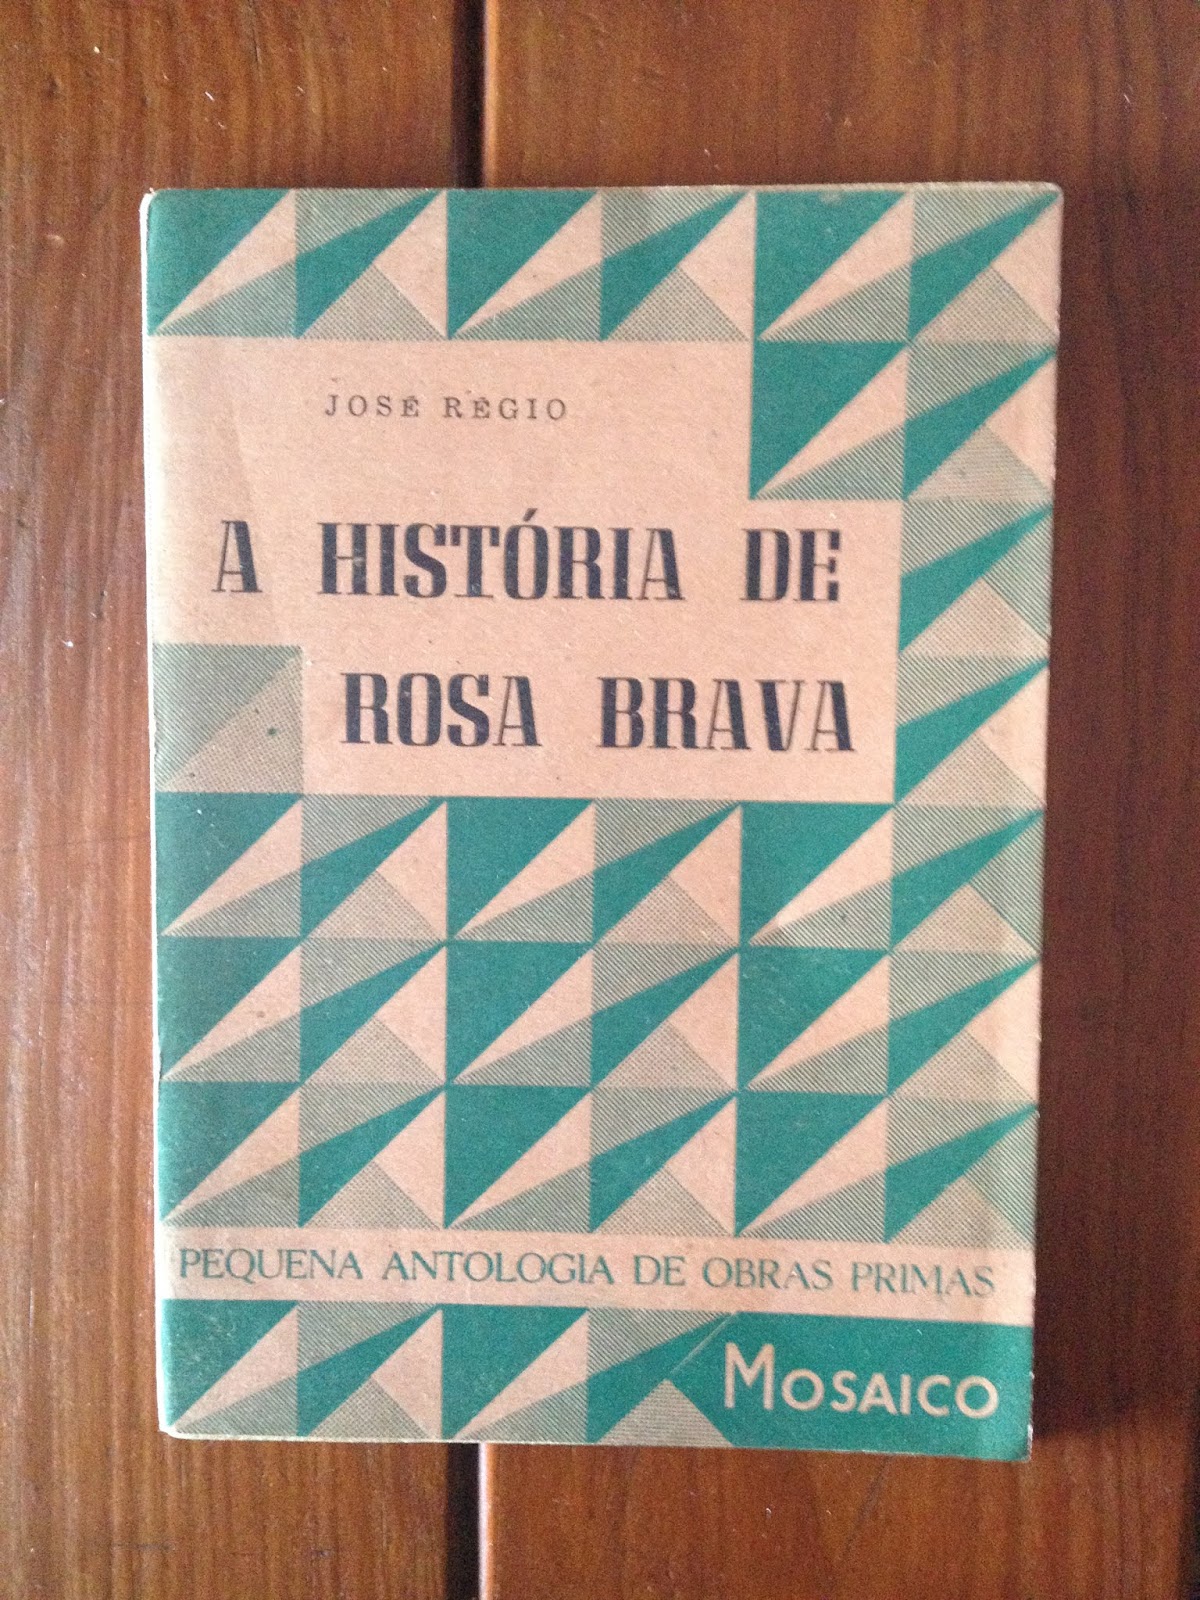 JOSÉ RÉGIO
A HISTÓRIA DE
ROSA BRAVA
PEQUENA ANTOLOGIA DE OBRAS PRIMAS
MOSAICO